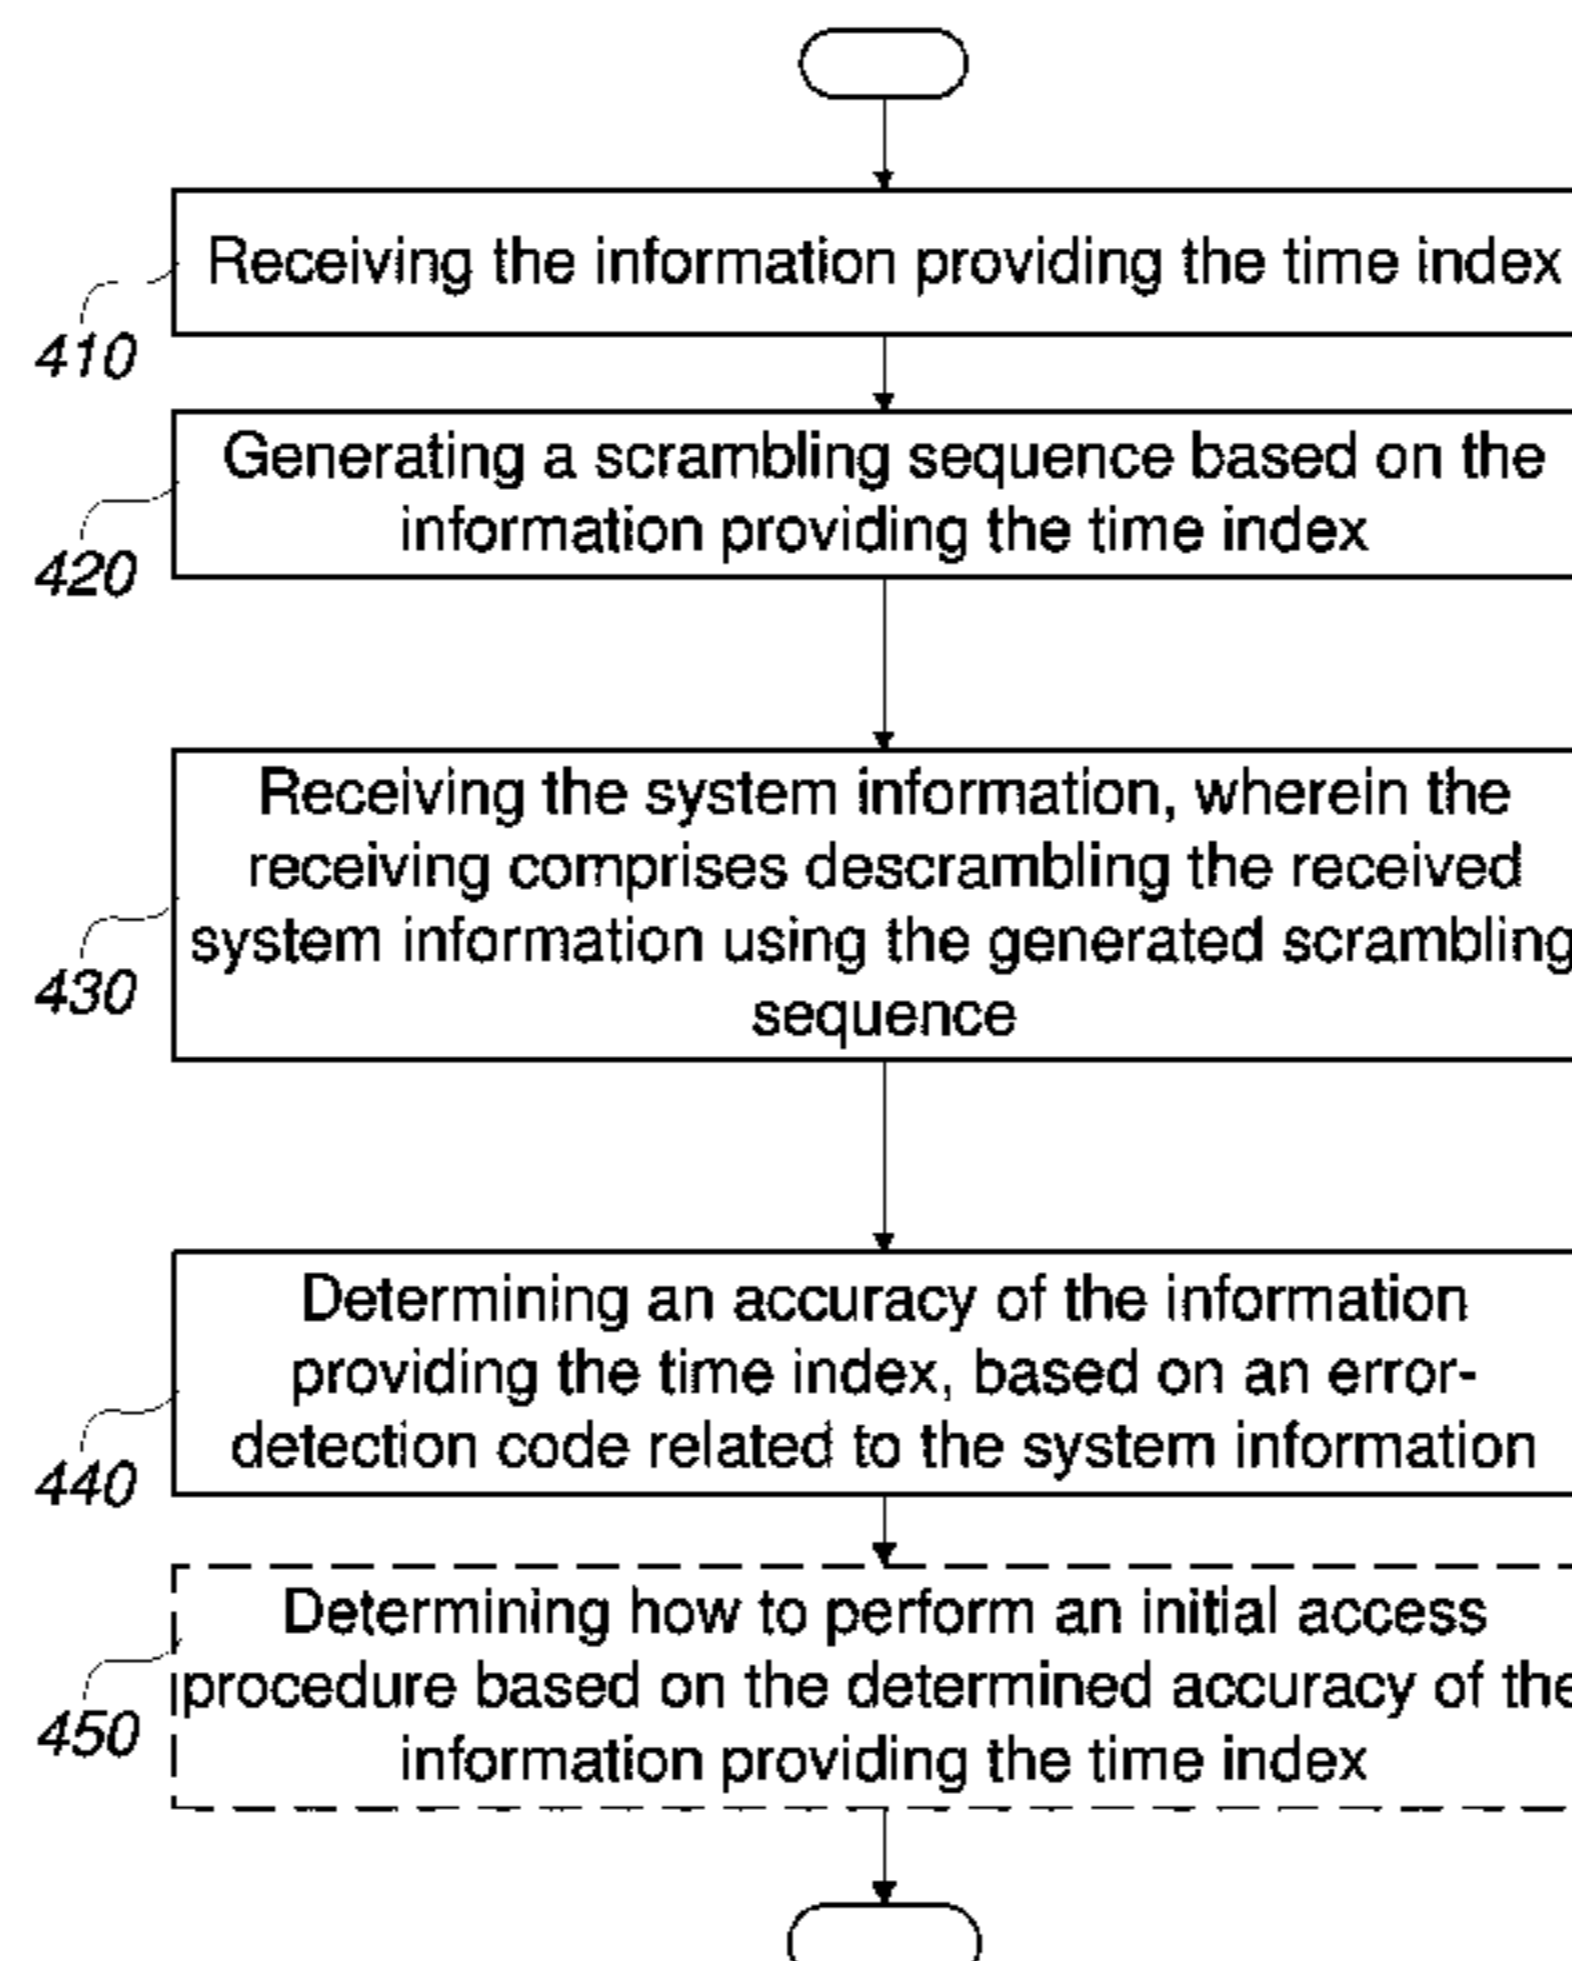 Receiving the information providing the time index
410
Generating a scrambling sequence based on the
information providing the time index
420
Receiving the system information, wherein the
receiving comprises descrambling the received
system information using the generated scrambling
sequence
430
Determining an accuracy of the information
providing the time index, based on an error-
detection code related to the system information
440
Determining how to perform an initial access
procedure based on the determined accuracy of the
information providing the time index
450